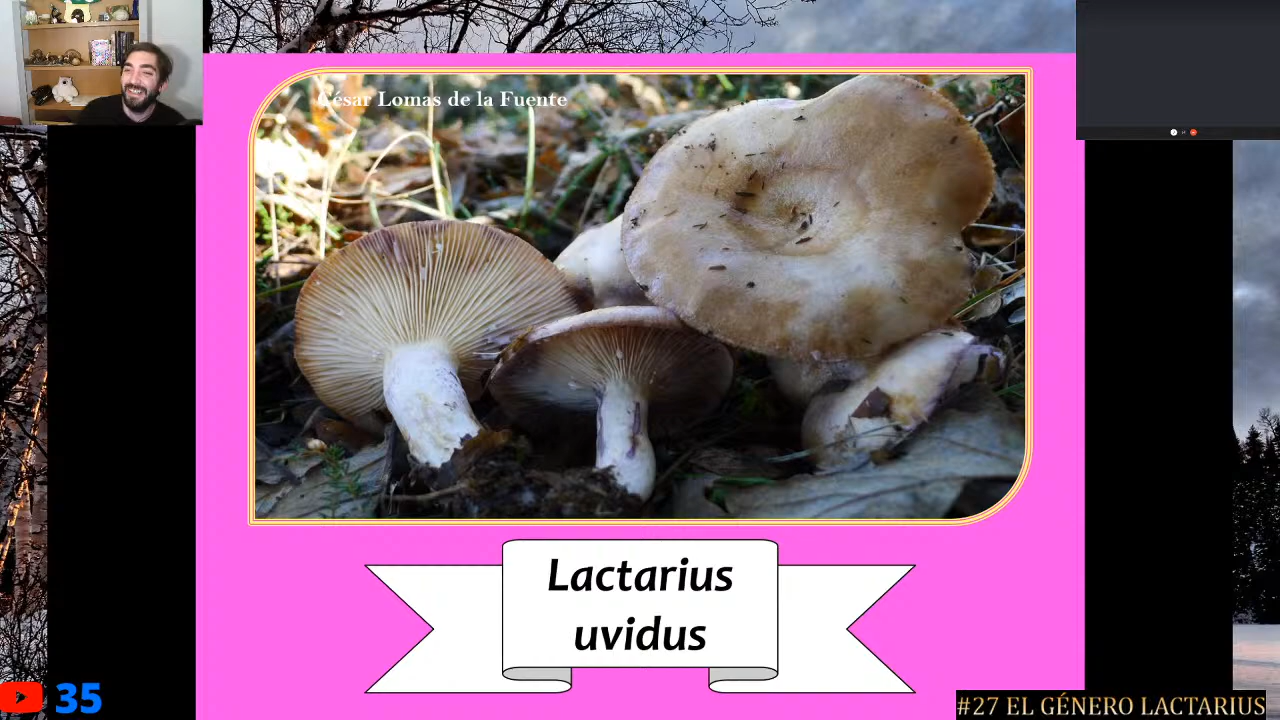 César Lomas de la Fuente
Lactarius
uvidus
35
#27 EL GÉNERO LACTARIUS